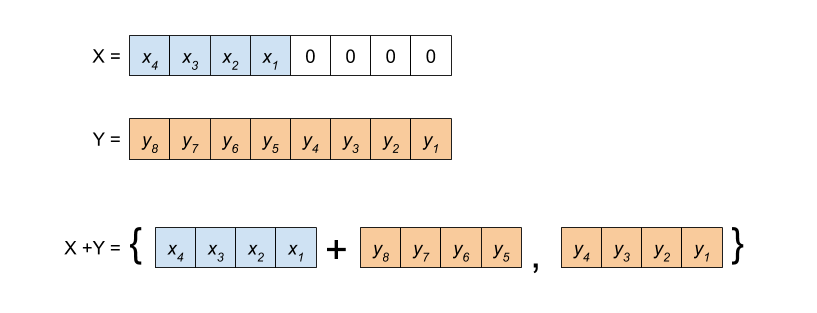 X = x4 x3 x2 x1 0 0 0 0
Y = y8 y7 y6 y5 y4 y3 y2 y1
X +Y = { x4 x3 x2 x1 + y8 y7 y6 y5 , y4 y3 y2 y1 }